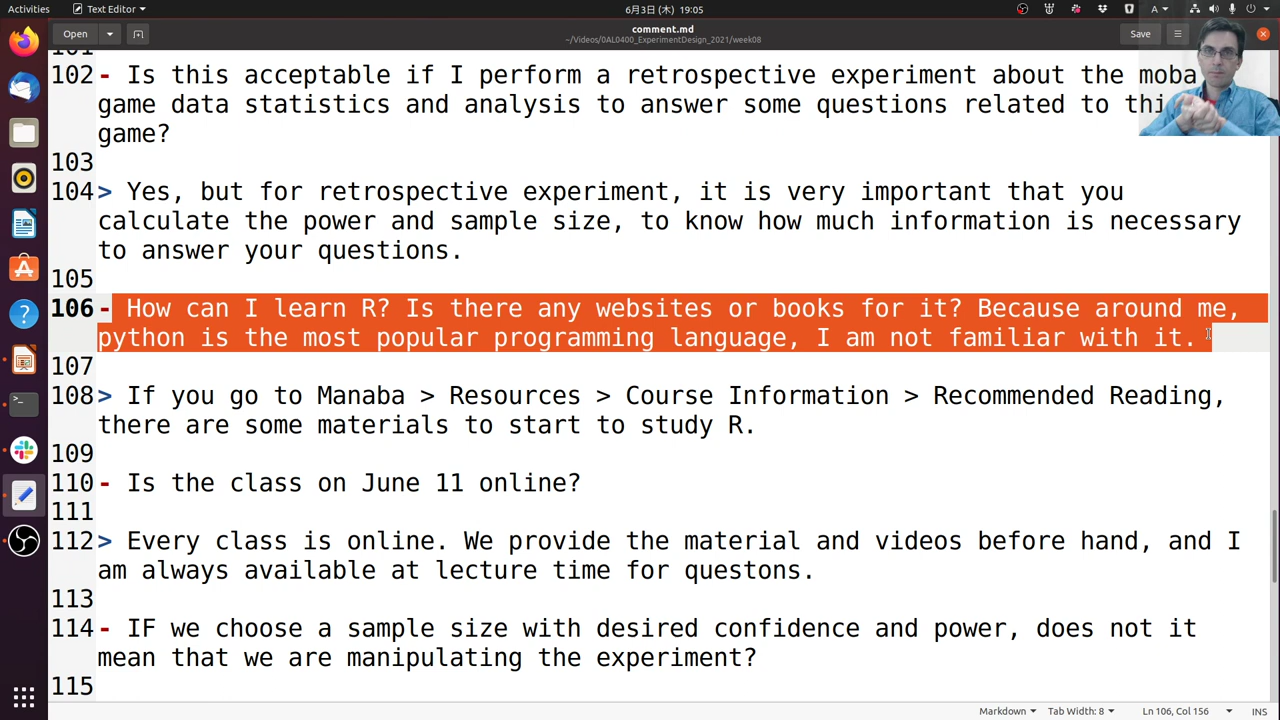 Activities
Text Editor
6月3日 (木) 19:05
A
Open
comment.md
~/Videos/0AL0400_ExperimentDesign_2021/week08
Save
101
102 - Is this acceptable if I perform a retrospective experiment about the moba
game data statistics and analysis to answer some questions related to thi
game?
103
104 > Yes, but for retrospective experiment, it is very important that you
calculate the power and sample size, to know how much information is necessary
to answer your questions.
105
106 - How can I learn R? Is there any websites or books for it? Because around me,
python is the most popular programming language, I am not familiar with it.
107
108 > If you go to Manaba > Resources > Course Information > Recommended Reading,
there are some materials to start to study R.
109
110 - Is the class on June 11 online?
111
112 > Every class is online. We provide the material and videos before hand, and I
am always available at lecture time for questons.
113
114 - IF we choose a sample size with desired confidence and power, does not it
mean that we are manipulating the experiment?
115
Markdown
Tab Width: 8
Ln 106, Col 156
INS